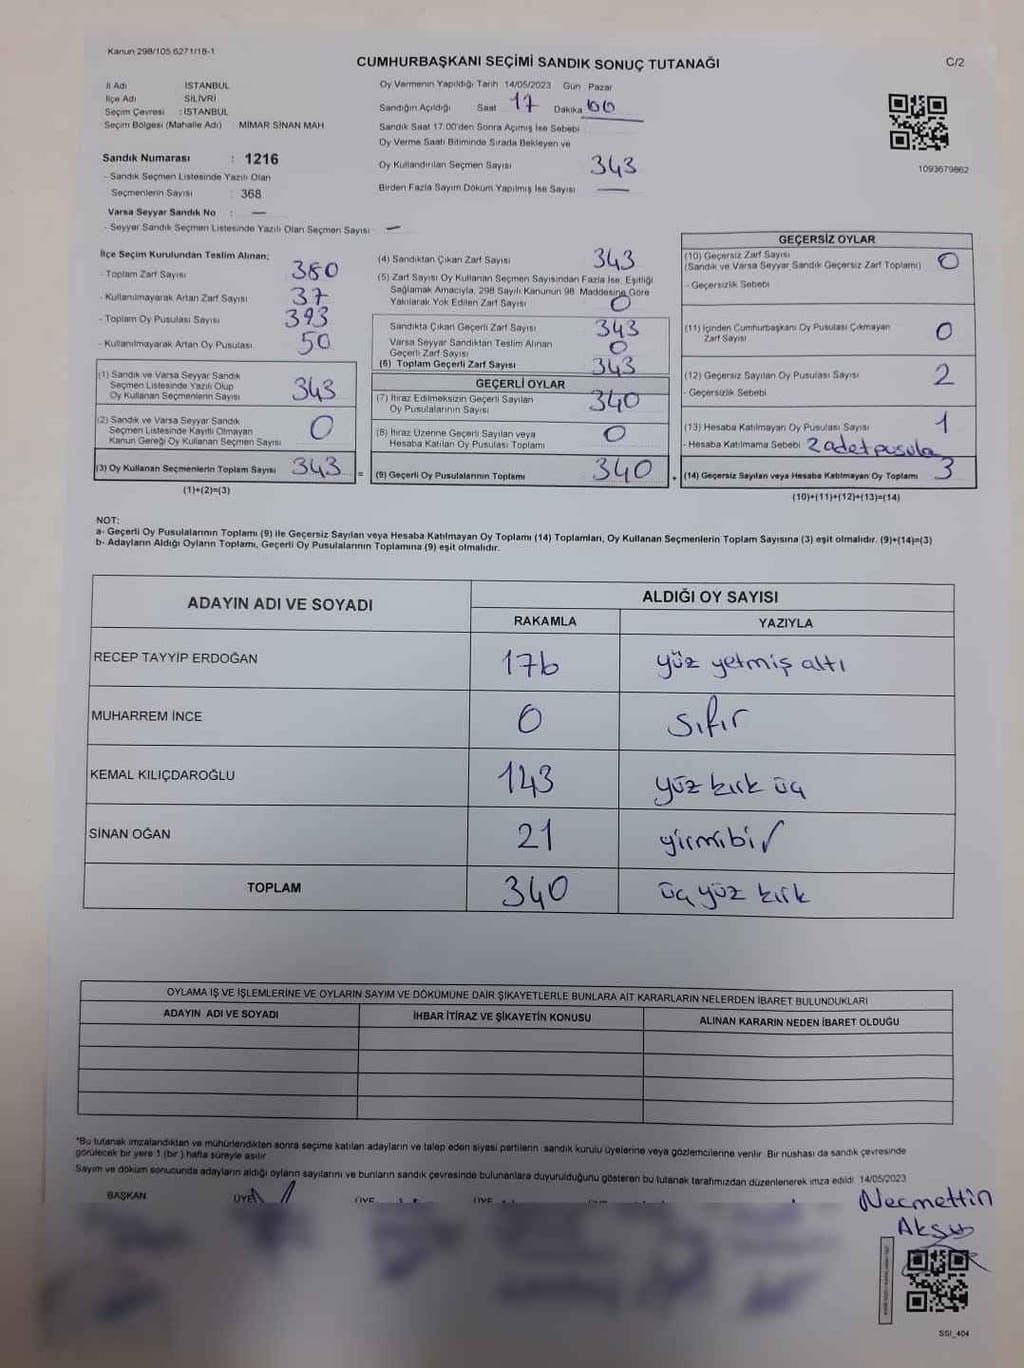 Kanun 298/105 6271/18-1
CUMHURBAŞKANI SEÇİMİ SANDIK SONUÇ TUTANAĞI
C/2
İl Adı İSTANBUL
İlçe Adı SİLİVRİ
Seçim Çevresi : İSTANBUL
Seçim Bölgesi (Mahalle Adı) MİMAR SİNAN MAH
Sandık Numarası : 1216
- Sandık Seçmen Listesinde Yazılı Olan
Seçmenlerin Sayısı : 368
Varsa Seyyar Sandık No : —
- Seyyar Sandık Seçmen Listesinde Yazılı Olan Seçmen Sayısı —
Oy Vermenin Yapıldığı Tarih 14/05/2023 Gün Pazar
Sandığın Açıldığı Saat 17 Dakika 00
Sandık Saat 17:00'den Sonra Açımış İse Sebebi
Oy Verme Saati Bitiminde Sırada Bekleyen ve
Oy Kullandırılan Seçmen Sayısı 343
Birden Fazla Sayım Döküm Yapılmış İse Sayısı —
1093679862
İlçe Seçim Kurulundan Teslim Alınan;
- Toplam Zarf Sayısı 380
- Kullanılmayarak Artan Zarf Sayısı 37
- Toplam Oy Pusulası Sayısı 393
- Kullanılmayarak Artan Oy Pusulası 50
(1) Sandık ve Varsa Seyyar Sandık
Seçmen Listesinde Yazılı Olup
Oy Kullanan Seçmenlerin Sayısı 343
(2) Sandık ve Varsa Seyyar Sandık
Seçmen Listesinde Kayıtlı Olmayan
Kanun Gereği Oy Kullanan Seçmen Sayısı 0
(3) Oy Kullanan Seçmenlerin Toplam Sayısı 343 =
(1)+(2)=(3)
(4) Sandıktan Çıkan Zarf Sayısı 343
(5) Zarf Sayısı Oy Kullanan Seçmen Sayısından Fazla İse, Eşitliği
Sağlamak Amacıyla, 298 Sayılı Kanunun 98. Maddesine Göre
Yakılarak Yok Edilen Zarf Sayısı 0
Sandıkta Çıkan Geçerli Zarf Sayısı 343
Varsa Seyyar Sandıktan Teslim Alınan
Geçerli Zarf Sayısı 0
(6) Toplam Geçerli Zarf Sayısı 343
GEÇERLİ OYLAR
(7) İtiraz Edilmeksizin Geçerli Sayılan
Oy Pusulalarının Sayısı 340
(8) İtiraz Üzerine Geçerli Sayılan veya
Hesaba Katılan Oy Pusulası Toplamı 0
(9) Geçerli Oy Pusulalarının Toplamı 340 +
GEÇERSİZ OYLAR
(10) Geçersiz Zarf Sayısı
(Sandık ve Varsa Seyyar Sandık Geçersiz Zarf Toplamı) 0
- Geçersizlik Sebebi
(11) İçinden Cumhurbaşkanı Oy Pusulası Çıkmayan
Zarf Sayısı 0
(12) Geçersiz Sayılan Oy Pusulası Sayısı 2
- Geçersizlik Sebebi
(13) Hesaba Katılmayan Oy Pusulası Sayısı 1
- Hesaba Katılmama Sebebi 2 adet pusula
(14) Geçersiz Sayılan veya Hesaba Katılmayan Oy Toplamı 3
(10)+(11)+(12)+(13)=(14)
NOT:
a- Geçerli Oy Pusulalarının Toplamı (9) ile Geçersiz Sayılan veya Hesaba Katılmayan Oy Toplamı (14) Toplamları, Oy Kullanan Seçmenlerin Toplam Sayısına (3) eşit olmalıdır. (9)+(14)=(3)
b- Adayların Aldığı Oyların Toplamı, Geçerli Oy Pusulalarının Toplamına (9) eşit olmalıdır.
ADAYIN ADI VE SOYADI ALDIĞI OY SAYISI
RAKAMLA YAZIYLA
RECEP TAYYİP ERDOĞAN 176 yüz yetmiş altı
MUHARREM İNCE 0 sıfır
KEMAL KILIÇDAROĞLU 143 yüz kırk üç
SİNAN OĞAN 21 yirmibir
TOPLAM 340 üç yüz kırk
OYLAMA İŞ VE İŞLEMLERİNE VE OYLARIN SAYIM VE DÖKÜMÜNE DAİR ŞİKAYETLERLE BUNLARA AİT KARARLARIN NELERDEN İBARET BULUNDUKLARI
ADAYIN ADI VE SOYADI İHBAR İTİRAZ VE ŞİKAYETİN KONUSU ALINAN KARARIN NEDEN İBARET OLDUĞU
*Bu tutanak imzalandıktan ve mühürlendikten sonra seçime katılan adayların ve talep eden siyasi partilerin sandık kurulu üyelerine veya gözlemcilerine verilir. Bir nüshası da sandık çevresinde
görülecek bir yere 1 (bir) hafta süreyle asılır
Sayım ve döküm sonucunda adayların aldığı oyların sayılarını ve bunların sandık çevresinde bulunanlara duyurulduğunu gösteren bu tutanak tarafımızdan düzenlenerek imza edildi 14/05/2023
BAŞKAN ÜYE ÜYE ÜYE
Necmettin
SSI_404